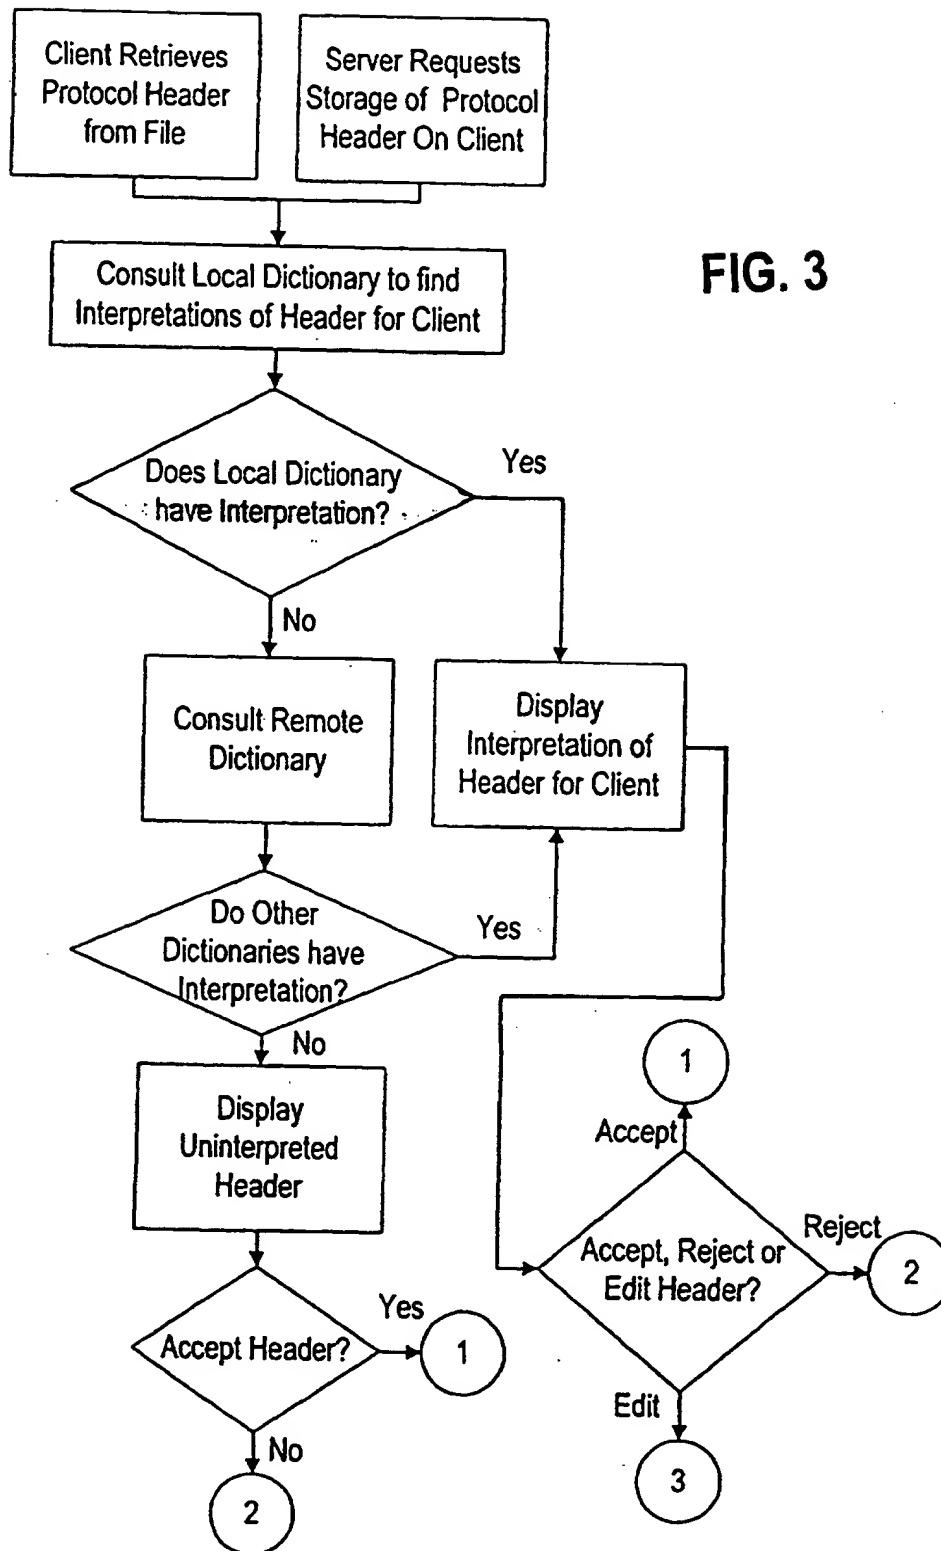 Client Retrieves
Protocol Header
from File
Server Requests
Storage of Protocol
Header On Client
FIG. 3
Consult Local Dictionary to find
Interpretations of Header for Client
Does Local Dictionary
have Interpretation?
Yes
No
Consult Remote
Dictionary
Display
Interpretation of
Header for Client
Do Other
Dictionaries have
Interpretation?
Yes
No
Display
Uninterpreted
Header
1
Accept
Accept, Reject or
Edit Header?
Reject
2
Edit
3
Accept Header?
Yes
1
No
2